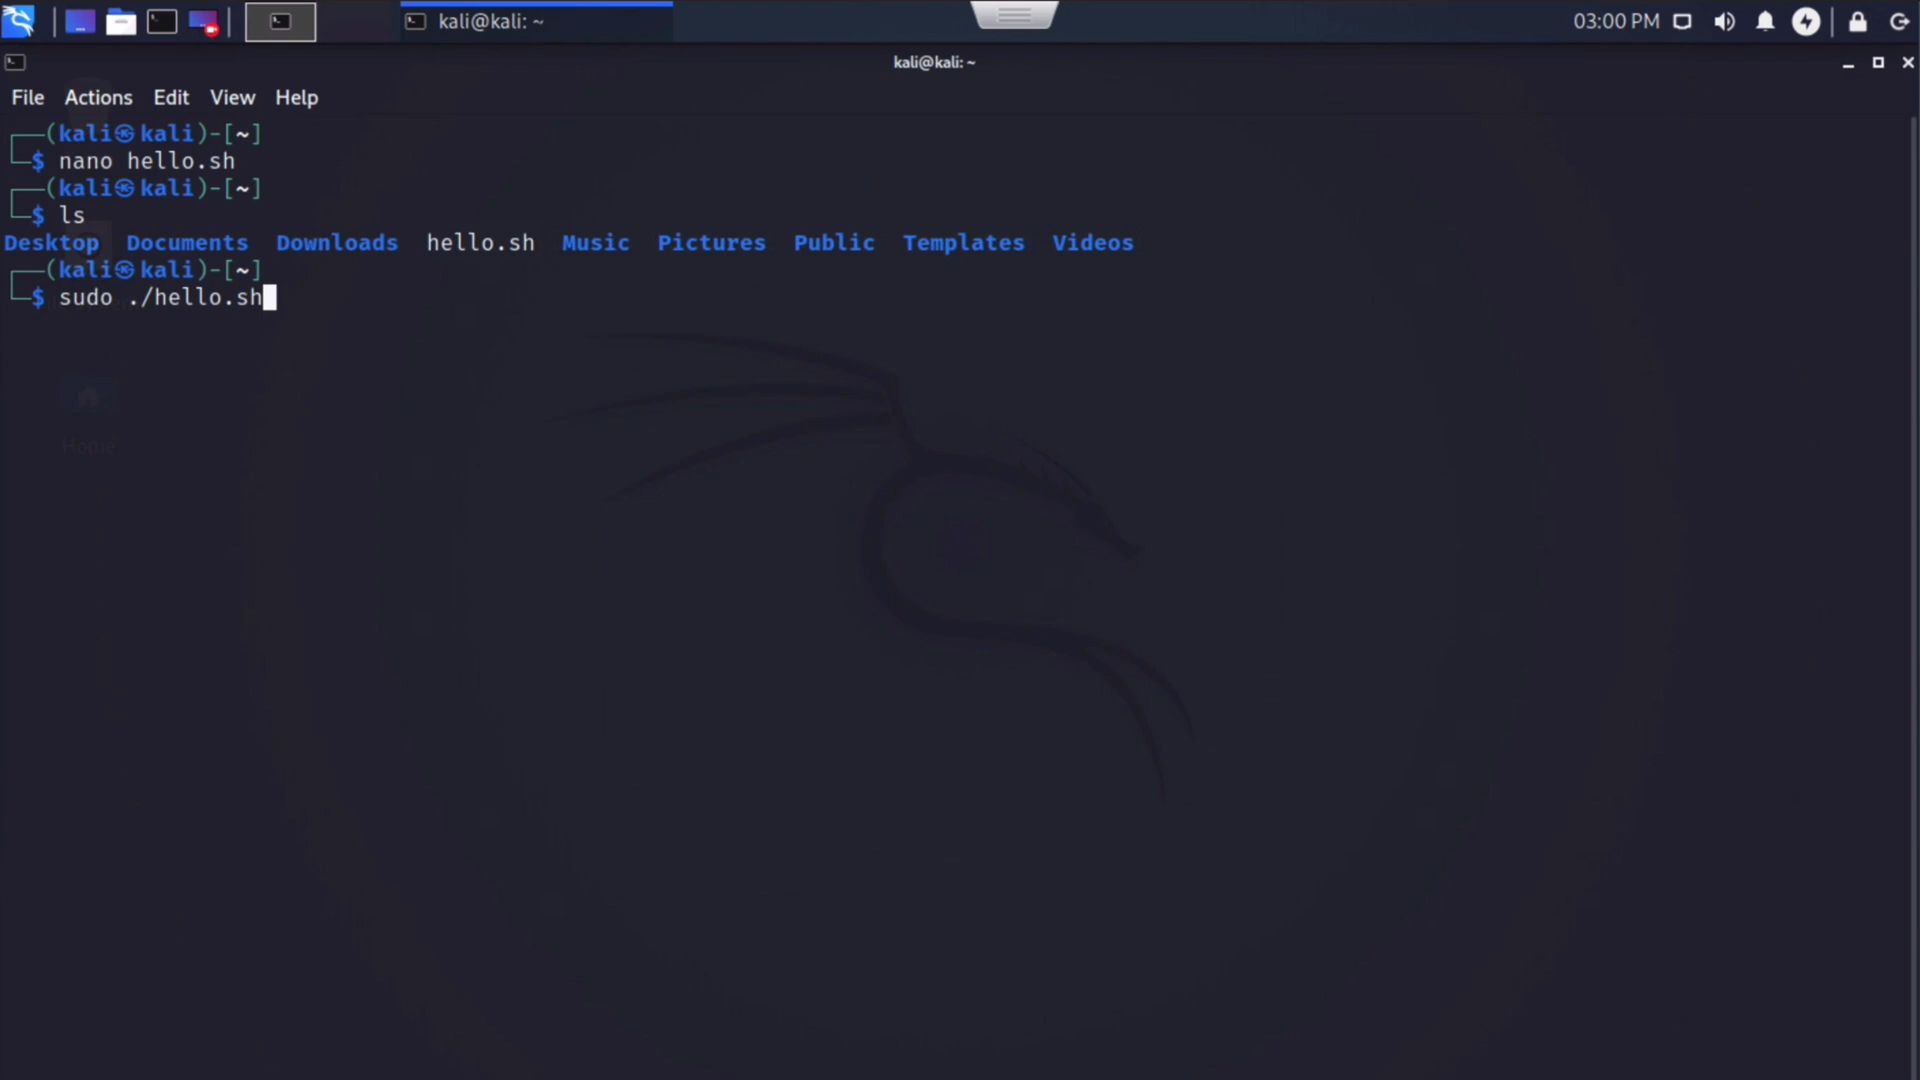 kali@kali: ~
03:00 PM
kali@kali: ~
File Actions Edit View Help
┌──(kali㉿kali)-[~]
└─$ nano hello.sh
┌──(kali㉿kali)-[~]
└─$ ls
Desktop Documents Downloads hello.sh Music Pictures Public Templates Videos
┌──(kali㉿kali)-[~]
└─$ sudo ./hello.sh
Home